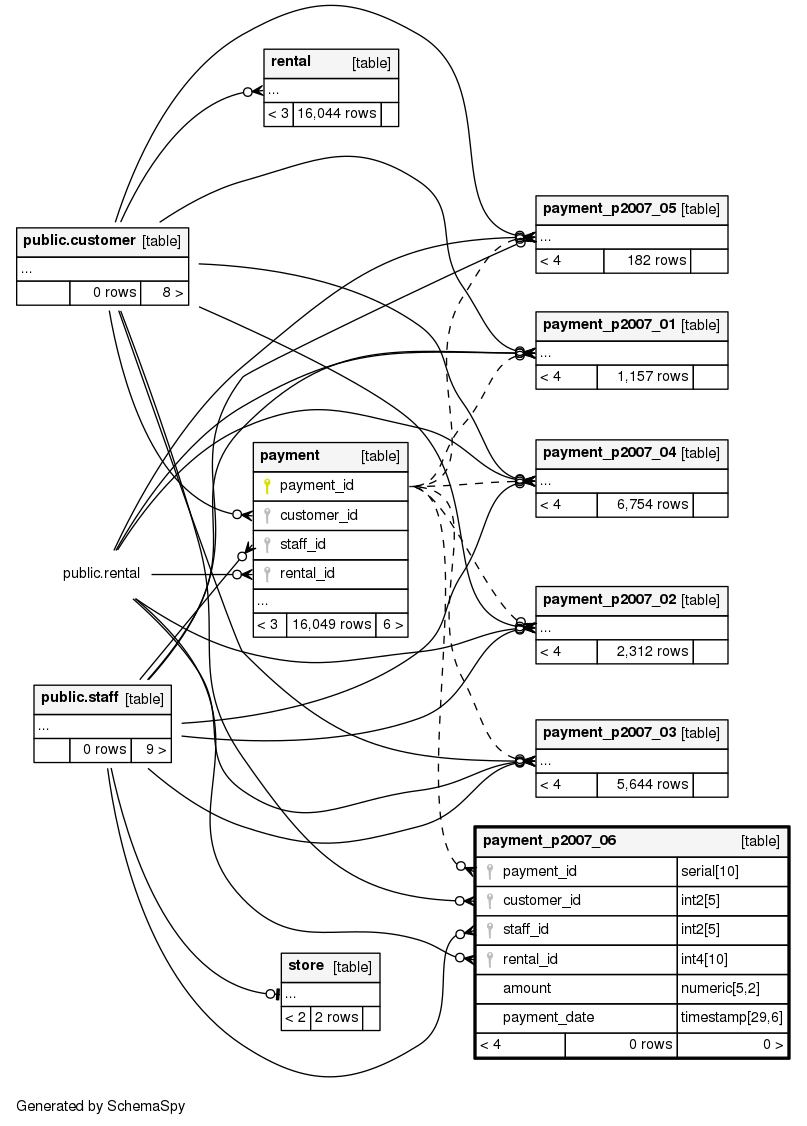 rental [table]
...
< 3 16,044 rows
payment_p2007_05 [table]
...
< 4 182 rows
public.customer [table]
...
0 rows 8 >
payment_p2007_01 [table]
...
< 4 1,157 rows
payment [table]
payment_id
customer_id
staff_id
rental_id
...
< 3 16,049 rows 6 >
payment_p2007_04 [table]
...
< 4 6,754 rows
public.rental
payment_p2007_02 [table]
...
< 4 2,312 rows
public.staff [table]
...
0 rows 9 >
payment_p2007_03 [table]
...
< 4 5,644 rows
payment_p2007_06 [table]
payment_id serial[10]
customer_id int2[5]
staff_id int2[5]
rental_id int4[10]
amount numeric[5,2]
payment_date timestamp[29,6]
< 4 0 rows 0 >
store [table]
...
< 2 2 rows
Generated by SchemaSpy